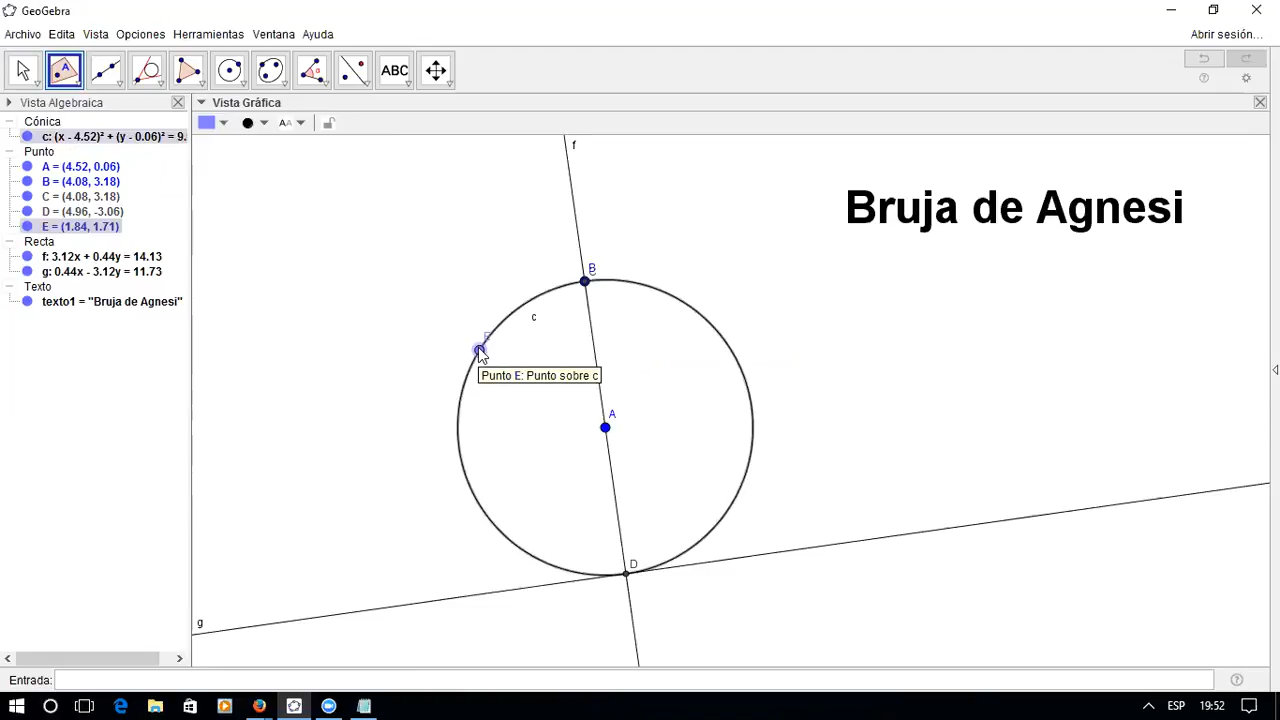 GeoGebra
Archivo Edita Vista Opciones Herramientas Ventana Ayuda
Abrir sesión...
A
ABC
Vista Algebraica
Vista Gráfica
AA
Cónica
c: (x - 4.52)² + (y - 0.06)² = 9.
Punto
A = (4.52, 0.06)
B = (4.08, 3.18)
C = (4.08, 3.18)
D = (4.96, -3.06)
E = (1.84, 1.71)
Recta
f: 3.12x + 0.44y = 14.13
g: 0.44x - 3.12y = 11.73
Texto
texto1 = "Bruja de Agnesi"
f
Bruja de Agnesi
B
c
E
Punto E: Punto sobre c
A
D
g
Entrada:
ESP 19:52